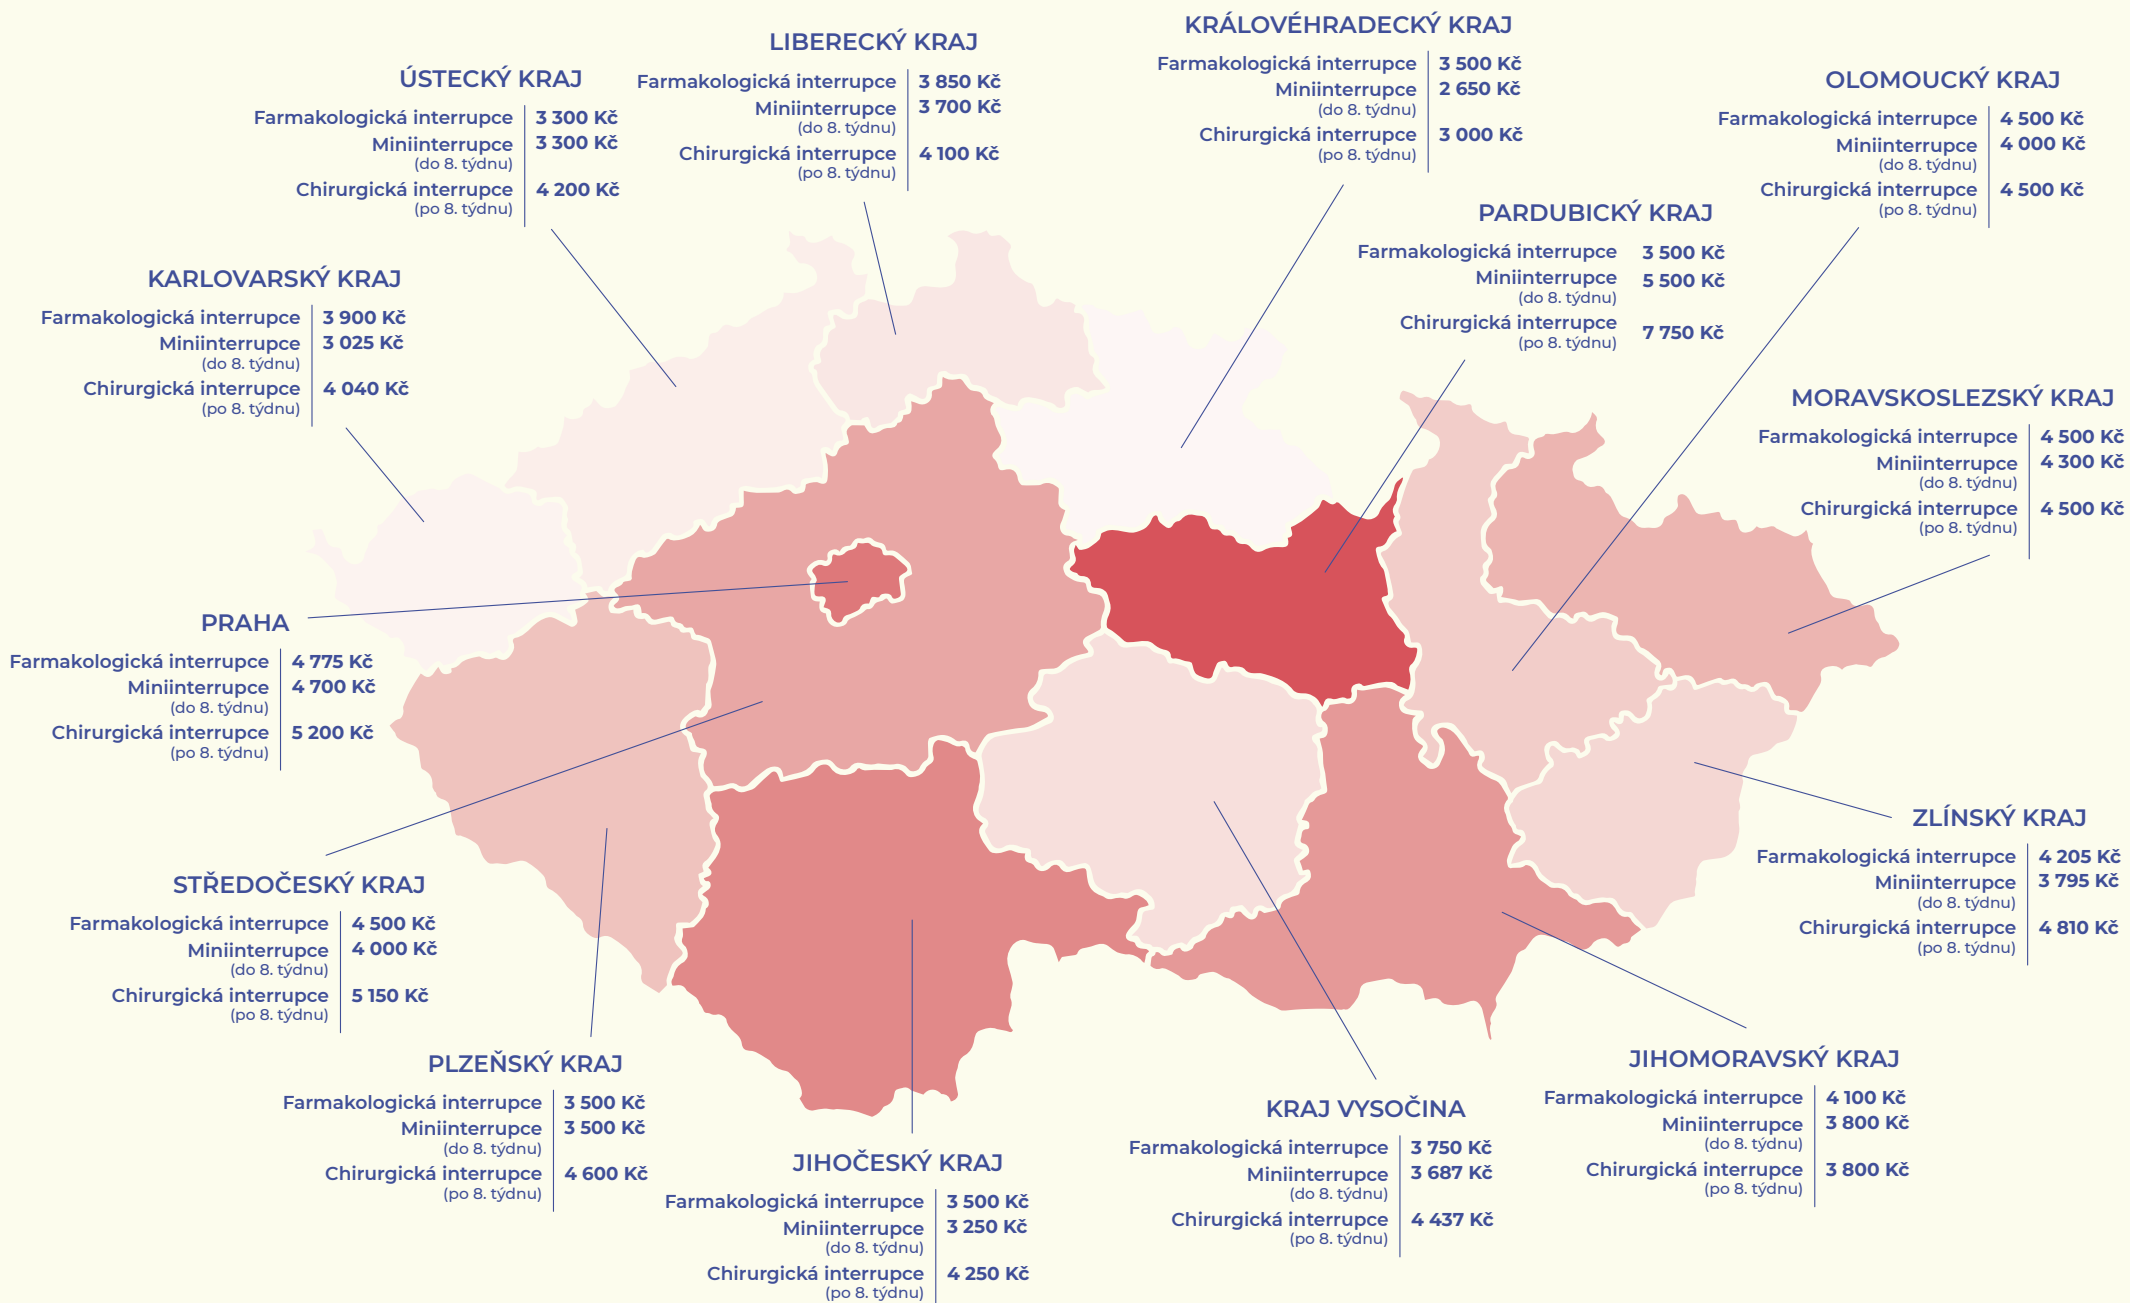 KRÁLOVÉHRADECKÝ KRAJ
Farmakologická interrupce 3 500 Kč
Miniinterrupce 2 650 Kč
(do 8. týdnu)
Chirurgická interrupce 3 000 Kč
(po 8. týdnu)
LIBERECKÝ KRAJ
Farmakologická interrupce 3 850 Kč
Miniinterrupce 3 700 Kč
(do 8. týdnu)
Chirurgická interrupce 4 100 Kč
(po 8. týdnu)
ÚSTECKÝ KRAJ
Farmakologická interrupce 3 300 Kč
Miniinterrupce 3 300 Kč
(do 8. týdnu)
Chirurgická interrupce 4 200 Kč
(po 8. týdnu)
OLOMOUCKÝ KRAJ
Farmakologická interrupce 4 500 Kč
Miniinterrupce 4 000 Kč
(do 8. týdnu)
Chirurgická interrupce 4 500 Kč
(po 8. týdnu)
PARDUBICKÝ KRAJ
Farmakologická interrupce 3 500 Kč
Miniinterrupce 5 500 Kč
(do 8. týdnu)
Chirurgická interrupce 7 750 Kč
(po 8. týdnu)
KARLOVARSKÝ KRAJ
Farmakologická interrupce 3 900 Kč
Miniinterrupce 3 025 Kč
(do 8. týdnu)
Chirurgická interrupce 4 040 Kč
(po 8. týdnu)
MORAVSKOSLEZSKÝ KRAJ
Farmakologická interrupce 4 500 Kč
Miniinterrupce 4 300 Kč
(do 8. týdnu)
Chirurgická interrupce 4 500 Kč
(po 8. týdnu)
PRAHA
Farmakologická interrupce 4 775 Kč
Miniinterrupce 4 700 Kč
(do 8. týdnu)
Chirurgická interrupce 5 200 Kč
(po 8. týdnu)
ZLÍNSKÝ KRAJ
Farmakologická interrupce 4 205 Kč
Miniinterrupce 3 795 Kč
(do 8. týdnu)
Chirurgická interrupce 4 810 Kč
(po 8. týdnu)
STŘEDOČESKÝ KRAJ
Farmakologická interrupce 4 500 Kč
Miniinterrupce 4 000 Kč
(do 8. týdnu)
Chirurgická interrupce 5 150 Kč
(po 8. týdnu)
PLZEŇSKÝ KRAJ
Farmakologická interrupce 3 500 Kč
Miniinterrupce 3 500 Kč
(do 8. týdnu)
Chirurgická interrupce 4 600 Kč
(po 8. týdnu)
JIHOMORAVSKÝ KRAJ
Farmakologická interrupce 4 100 Kč
Miniinterrupce 3 800 Kč
(do 8. týdnu)
Chirurgická interrupce 3 800 Kč
(po 8. týdnu)
KRAJ VYSOČINA
Farmakologická interrupce 3 750 Kč
Miniinterrupce 3 687 Kč
(do 8. týdnu)
Chirurgická interrupce 4 437 Kč
(po 8. týdnu)
JIHOČESKÝ KRAJ
Farmakologická interrupce 3 500 Kč
Miniinterrupce 3 250 Kč
(do 8. týdnu)
Chirurgická interrupce 4 250 Kč
(po 8. týdnu)